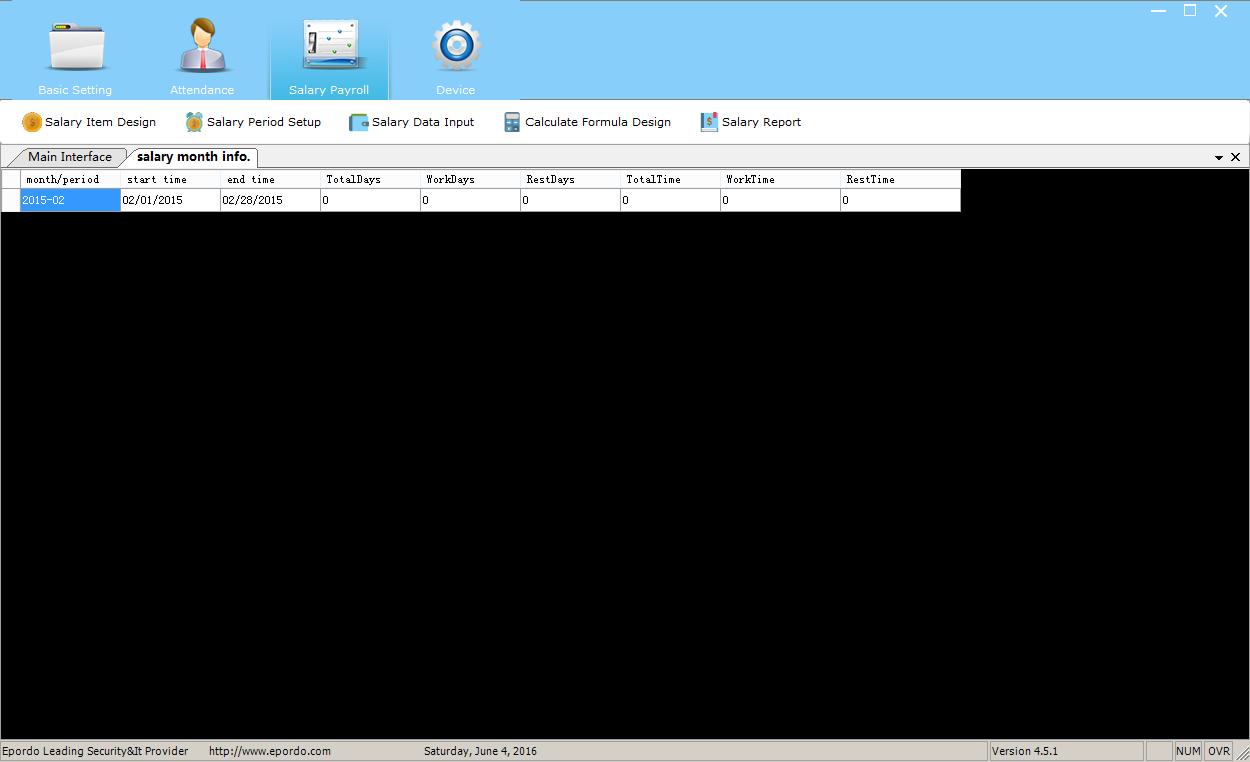 Basic Setting Attendance Salary Payroll Device
Salary Item Design Salary Period Setup Salary Data Input Calculate Formula Design Salary Report
Main Interface salary month info.
month/period start time end time TotalDays WorkDays RestDays TotalTime WorkTime RestTime
2015-02 02/01/2015 02/28/2015 0 0 0 0 0 0
Epordo Leading Security&It Provider http://www.epordo.com Saturday, June 4, 2016 Version 4.5.1 NUM OVR